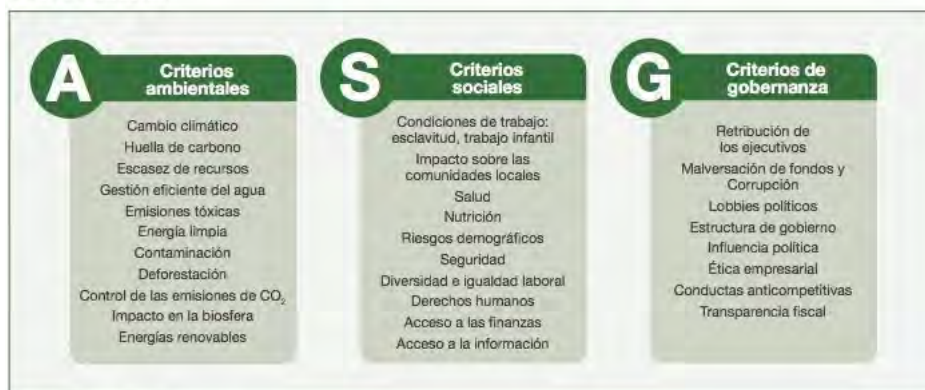 A
Criterios
ambientales
Cambio climático
Huella de carbono
Escasez de recursos
Gestión eficiente del agua
Emisiones tóxicas
Energía limpia
Contaminación
Deforestación
Control de las emisiones de CO₂
Impacto en la biosfera
Energías renovables
S
Criterios
sociales
Condiciones de trabajo:
esclavitud, trabajo infantil
Impacto sobre las
comunidades locales
Salud
Nutrición
Riesgos demográficos
Seguridad
Diversidad e igualdad laboral
Derechos humanos
Acceso a las finanzas
Acceso a la información
G
Criterios de
gobernanza
Retribución de
los ejecutivos
Malversación de fondos y
Corrupción
Lobbies políticos
Estructura de gobierno
Influencia política
Ética empresarial
Conductas anticompetitivas
Transparencia fiscal